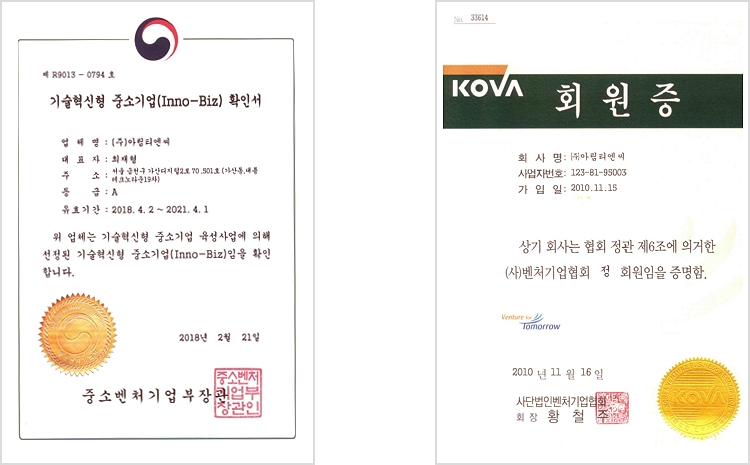 제 R9013 - 0794 호
기술혁신형 중소기업(Inno-Biz) 확인서
업 체 명 : (주)아림티엔씨
대 표 자 : 최재형
주 소 : 서울 금천구 가산디지털2로 70 ,501호 (가산동,대륭
테크노타운19차)
등 급 : A
유효기간 : 2018. 4. 2 ~ 2021. 4. 1
위 업체는 기술혁신형 중소기업 육성사업에 의해
선정된 기술혁신형 중소기업(Inno-Biz)임을 확인
합니다.
2018년 2월 21일
중소벤처기업부장관
중소벤처
기업부
장관인
No. 33614
KOVA 회 원 증
회 사 명: ㈜아림티엔씨
사업자번호: 123-81-95003
가 입 일: 2010.11.15
상기 회사는 협회 정관 제6조에 의거한
(사)벤처기업협회 정 회원임을 증명함.
Venture for
Tomorrow
2010 년 11 월 16 일
사단법인벤처기업협회
회 장 황 철 주
KOVA